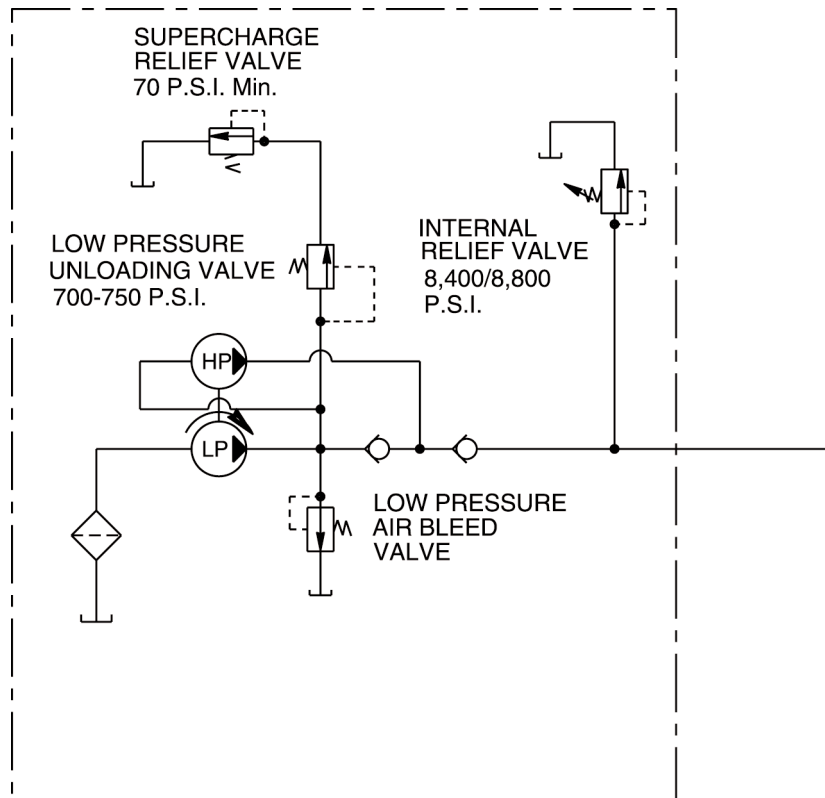 SUPERCHARGE
RELIEF VALVE
70 P.S.I. Min.
LOW PRESSURE
UNLOADING VALVE
700-750 P.S.I.
INTERNAL
RELIEF VALVE
8,400/8,800
P.S.I.
HP
LP
LOW PRESSURE
AIR BLEED
VALVE